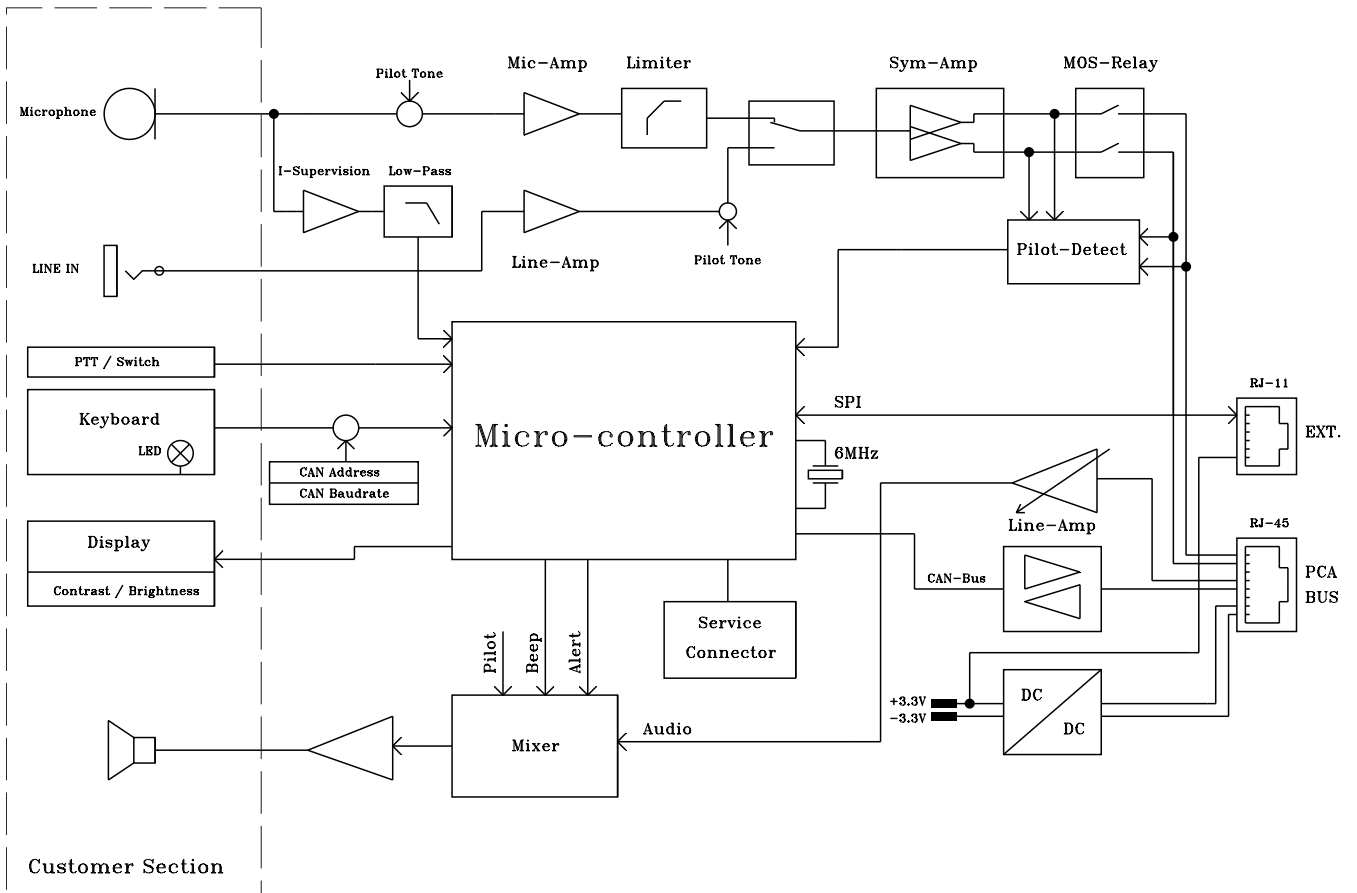 Mic-Amp
Limiter
Sym-Amp
MOS-Relay
Pilot Tone
Microphone
I-Supervision
Low-Pass
Pilot-Detect
Line-Amp
Pilot Tone
LINE IN
PTT / Switch
RJ-11
SPI
Keyboard
EXT.
Micro-controller
LED
6MHz
CAN Address
CAN Baudrate
Line-Amp
RJ-45
Display
PCA
BUS
CAN-Bus
Contrast / Brightness
Service
Connector
Pilot
Beep
Alert
+3.3V
-3.3V
DC
DC
Audio
Mixer
Customer Section